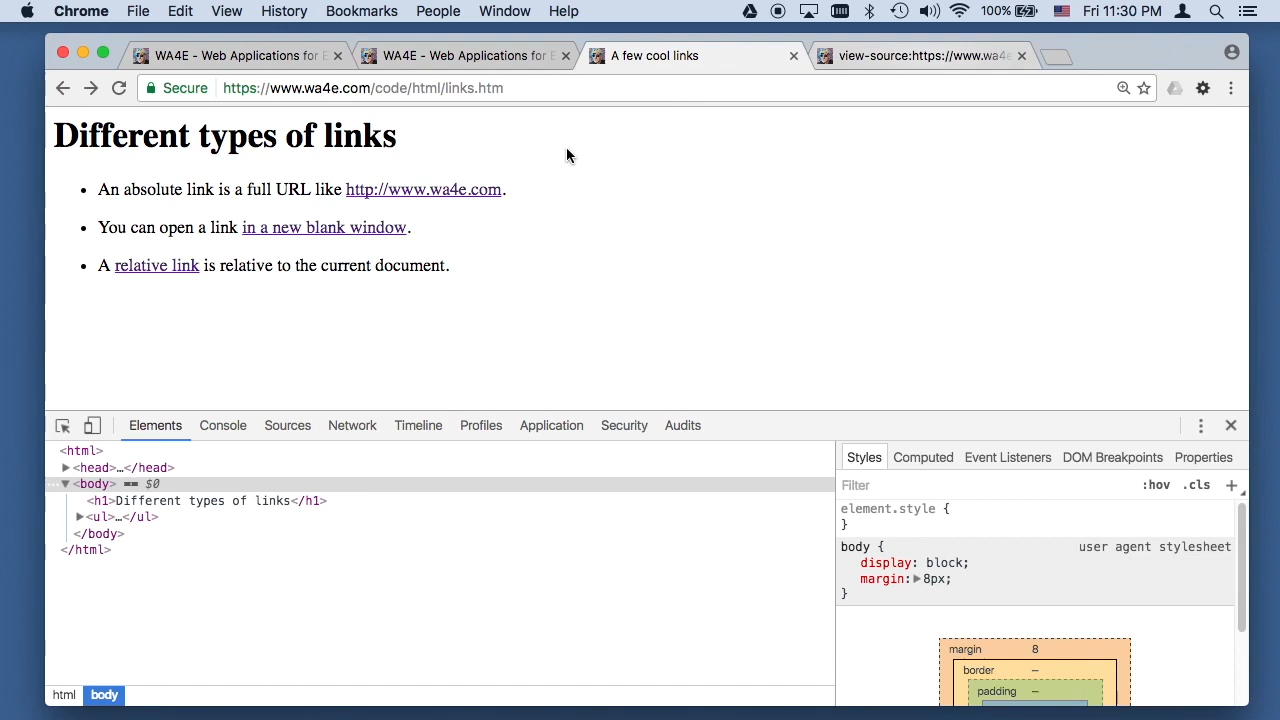 Chrome File Edit View History Bookmarks People Window Help 100% Fri 11:30 PM
WA4E - Web Applications for E WA4E - Web Applications for E A few cool links view-source:https://www.wa4e
Secure https://www.wa4e.com/code/html/links.htm
Different types of links
• An absolute link is a full URL like http://www.wa4e.com.
• You can open a link in a new blank window.
• A relative link is relative to the current document.
Elements Console Sources Network Timeline Profiles Application Security Audits
<html>
▶<head>…</head>
…▼<body> == $0
<h1>Different types of links</h1>
▶<ul>…</ul>
</body>
</html>
html body
Styles Computed Event Listeners DOM Breakpoints Properties
Filter :hov .cls +
element.style {
}
body { user agent stylesheet
display: block;
margin:▶8px;
}
margin 8
border –
padding –